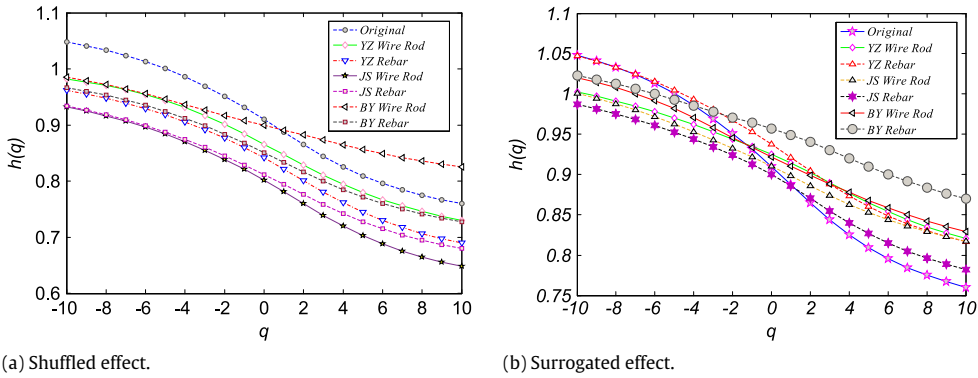 1.1
1
0.9
0.8
0.7
0.6
h(q)
-10 -8 -6 -4 -2 0 2 4 6 8 10
q
Original
YZ Wire Rod
YZ Rebar
JS Wire Rod
JS Rebar
BY Wire Rod
BY Rebar
(a) Shuffled effect.
1.1
1.05
1
0.95
0.9
0.85
0.8
0.75
h(q)
-10 -8 -6 -4 -2 0 2 4 6 8 10
q
Original
YZ Wire Rod
YZ Rebar
JS Wire Rod
JS Rebar
BY Wire Rod
BY Rebar
(b) Surrogated effect.